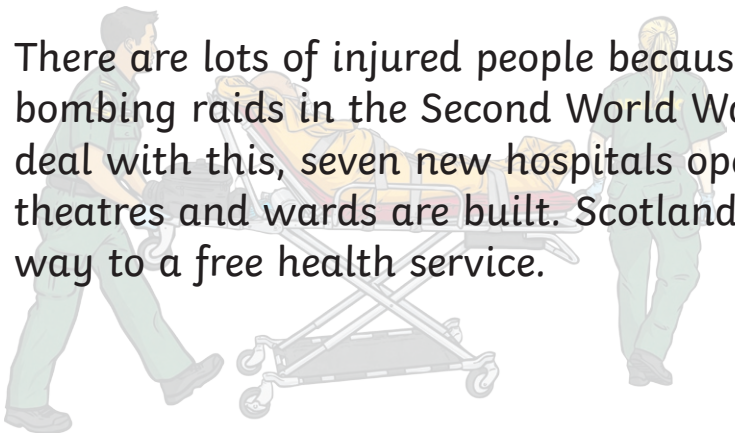 There are lots of injured people becaus
bombing raids in the Second World Wa
deal with this, seven new hospitals ope
theatres and wards are built. Scotland
way to a free health service.